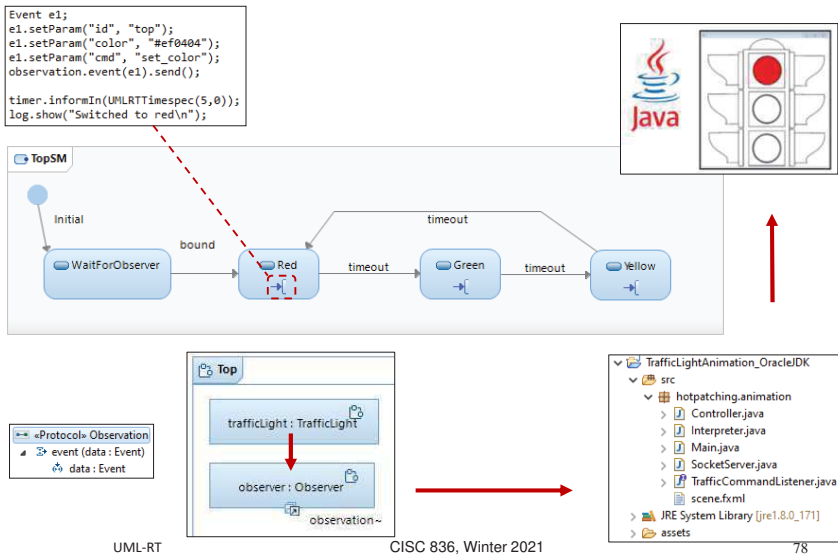 Event e1;
e1.setParam("id", "top");
e1.setParam("color", "#ef0404");
e1.setParam("cmd", "set_color");
observation.event(e1).send();
timer.informIn(UMLRTTimespec(5,0));
log.show("Switched to red\n");
Java
TopSM
Initial
timeout
bound
WaitForObserver
Red
timeout
Green
timeout
Yellow
Top
trafficLight : TrafficLight
observer : Observer
observation~
«Protocol» Observation
event (data : Event)
data : Event
TrafficLightAnimation_OracleJDK
src
hotpatching.animation
Controller.java
Interpreter.java
Main.java
SocketServer.java
TrafficCommandListener.java
scene.fxml
JRE System Library [jre1.8.0_171]
assets
UML-RT
CISC 836, Winter 2021
78